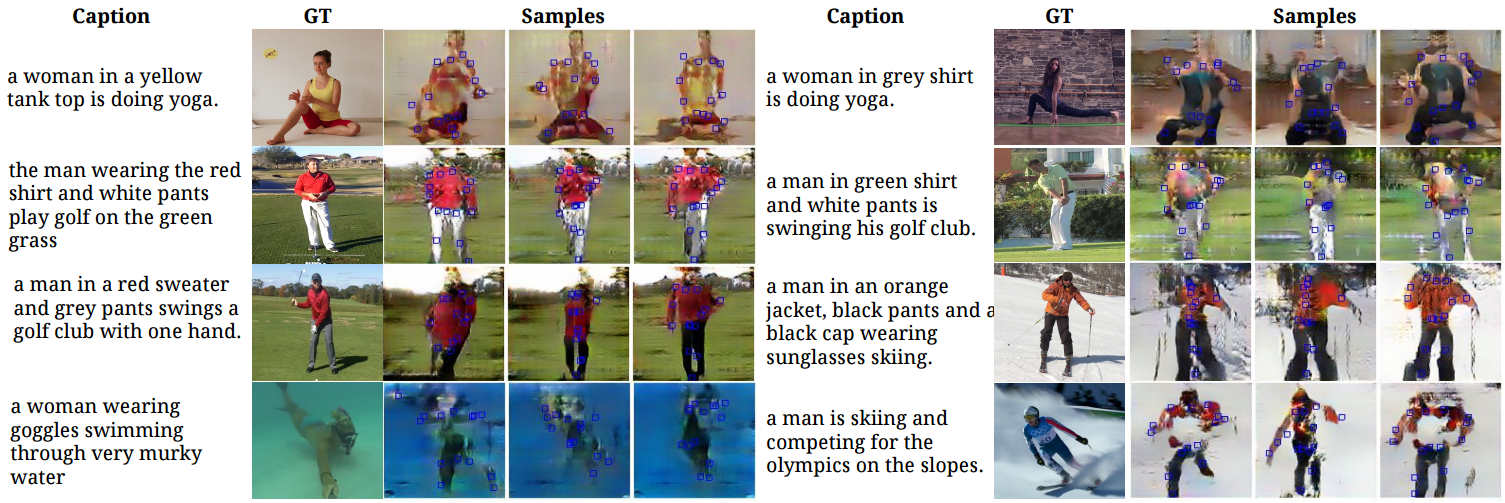 Caption GT Samples Caption GT Samples
a woman in a yellow
tank top is doing yoga.
a woman in grey shirt
is doing yoga.
the man wearing the red
shirt and white pants
play golf on the green
grass
a man in green shirt
and white pants is
swinging his golf club.
a man in a red sweater
and grey pants swings a
golf club with one hand.
a man in an orange
jacket, black pants and a
black cap wearing
sunglasses skiing.
a woman wearing
goggles swimming
through very murky
water
a man is skiing and
competing for the
olympics on the slopes.